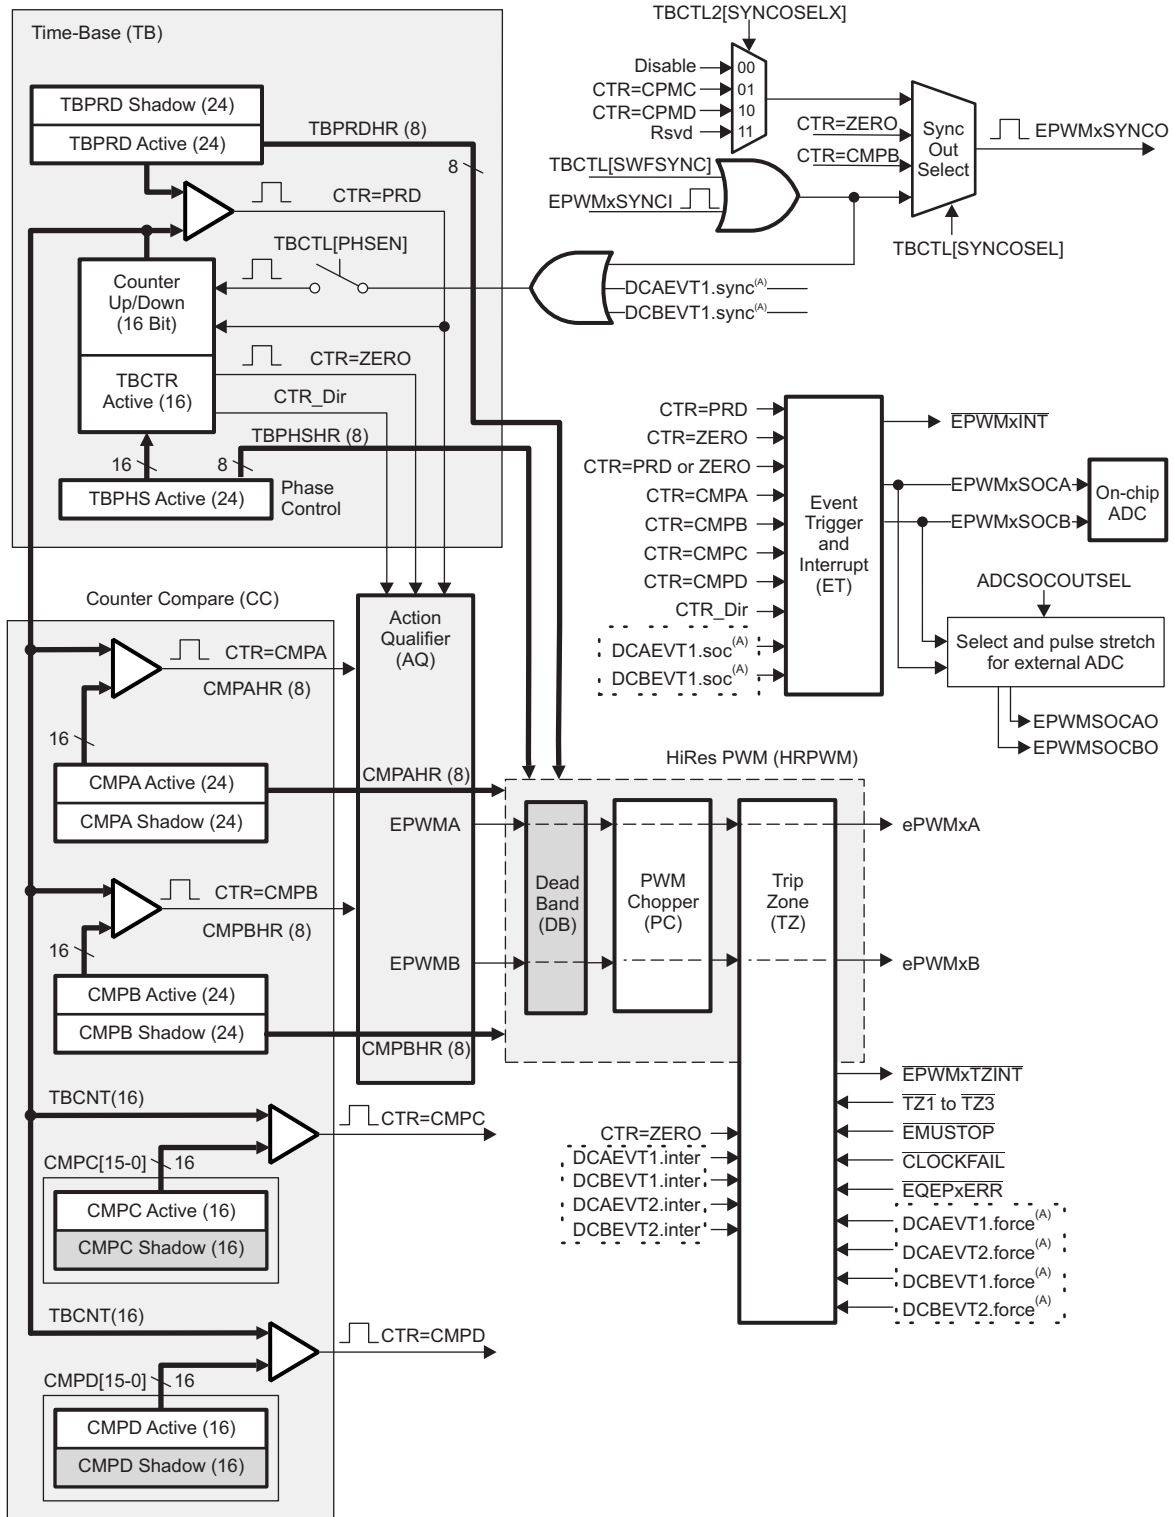 TBCTL2[SYNCOSELX]
Time-Base (TB)
Disable
00
CTR=CPMC
01
CTR=CPMD
10
Rsvd
11
TBPRD Shadow (24)
TBPRD Active (24)
TBPRDHR (8)
8
CTR=ZERO
CTR=CMPB
Sync
Out
Select
EPWMxSYNCO
TBCTL[SWFSYNC]
EPWMxSYNCI
TBCTL[SYNCOSEL]
CTR=PRD
TBCTL[PHSEN]
DCAEVT1.sync(A)
DCBEVT1.sync(A)
Counter
Up/Down
(16 Bit)
TBCTR
Active (16)
CTR=ZERO
CTR_Dir
TBPHSHR (8)
16
8
TBPHS Active (24)
Phase
Control
CTR=PRD
CTR=ZERO
CTR=PRD or ZERO
CTR=CMPA
CTR=CMPB
CTR=CMPC
CTR=CMPD
CTR_Dir
DCAEVT1.soc(A)
DCBEVT1.soc(A)
Event
Trigger
and
Interrupt
(ET)
EPWMxINT
EPWMxSOCA
EPWMxSOCB
On-chip
ADC
ADCSOCOUTSEL
Select and pulse stretch
for external ADC
EPWMSOCAO
EPWMSOCBO
Counter Compare (CC)
Action
Qualifier
(AQ)
CTR=CMPA
CMPAHR (8)
16
CMPA Active (24)
CMPA Shadow (24)
CMPAHR (8)
EPWMA
CTR=CMPB
CMPBHR (8)
16
EPWMB
CMPB Active (24)
CMPB Shadow (24)
CMPBHR (8)
HiRes PWM (HRPWM)
Dead
Band
(DB)
PWM
Chopper
(PC)
Trip
Zone
(TZ)
ePWMxA
ePWMxB
EPWMxTZINT
TZ1 to TZ3
EMUSTOP
CLOCKFAIL
EQEPxERR
DCAEVT1.force(A)
DCAEVT2.force(A)
DCBEVT1.force(A)
DCBEVT2.force(A)
CTR=ZERO
DCAEVT1.inter
DCBEVT1.inter
DCAEVT2.inter
DCBEVT2.inter
TBCNT(16)
CTR=CMPC
CMPC[15-0]
16
CMPC Active (16)
CMPC Shadow (16)
TBCNT(16)
CTR=CMPD
CMPD[15-0]
16
CMPD Active (16)
CMPD Shadow (16)